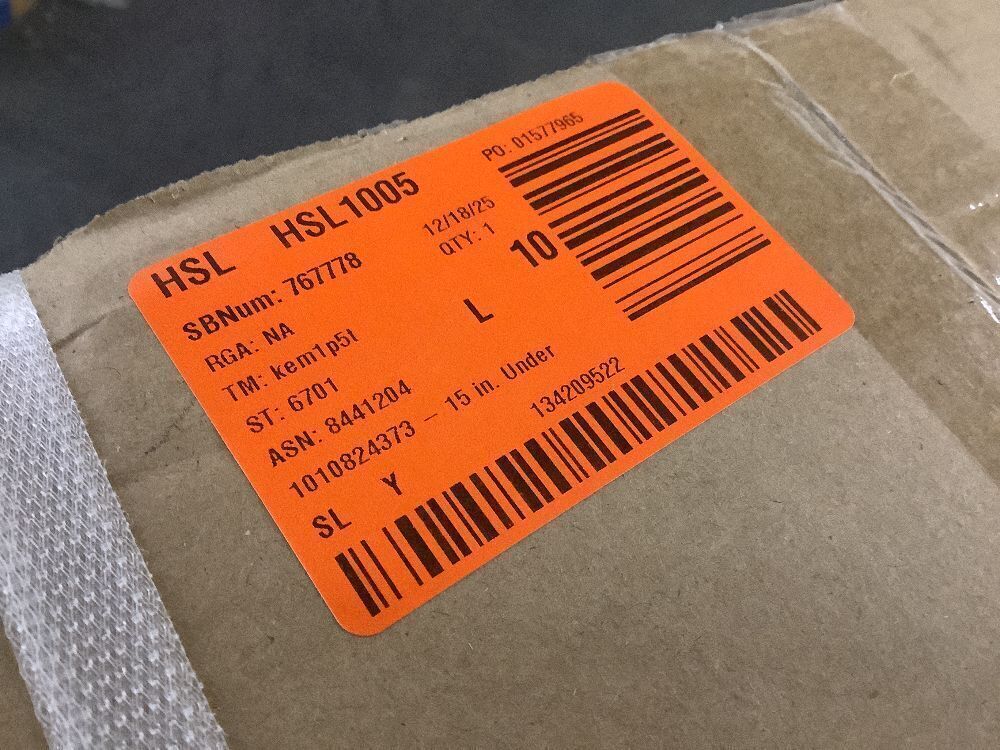 HSL HSL1005 PO: 01577965
SBNum: 767778 12/18/25
RGA: NA QTY: 1 10
TM: kem1p5t L
ST: 6701
ASN: 8441204
1010824373 – 15 in. Under
SL Y 134209522